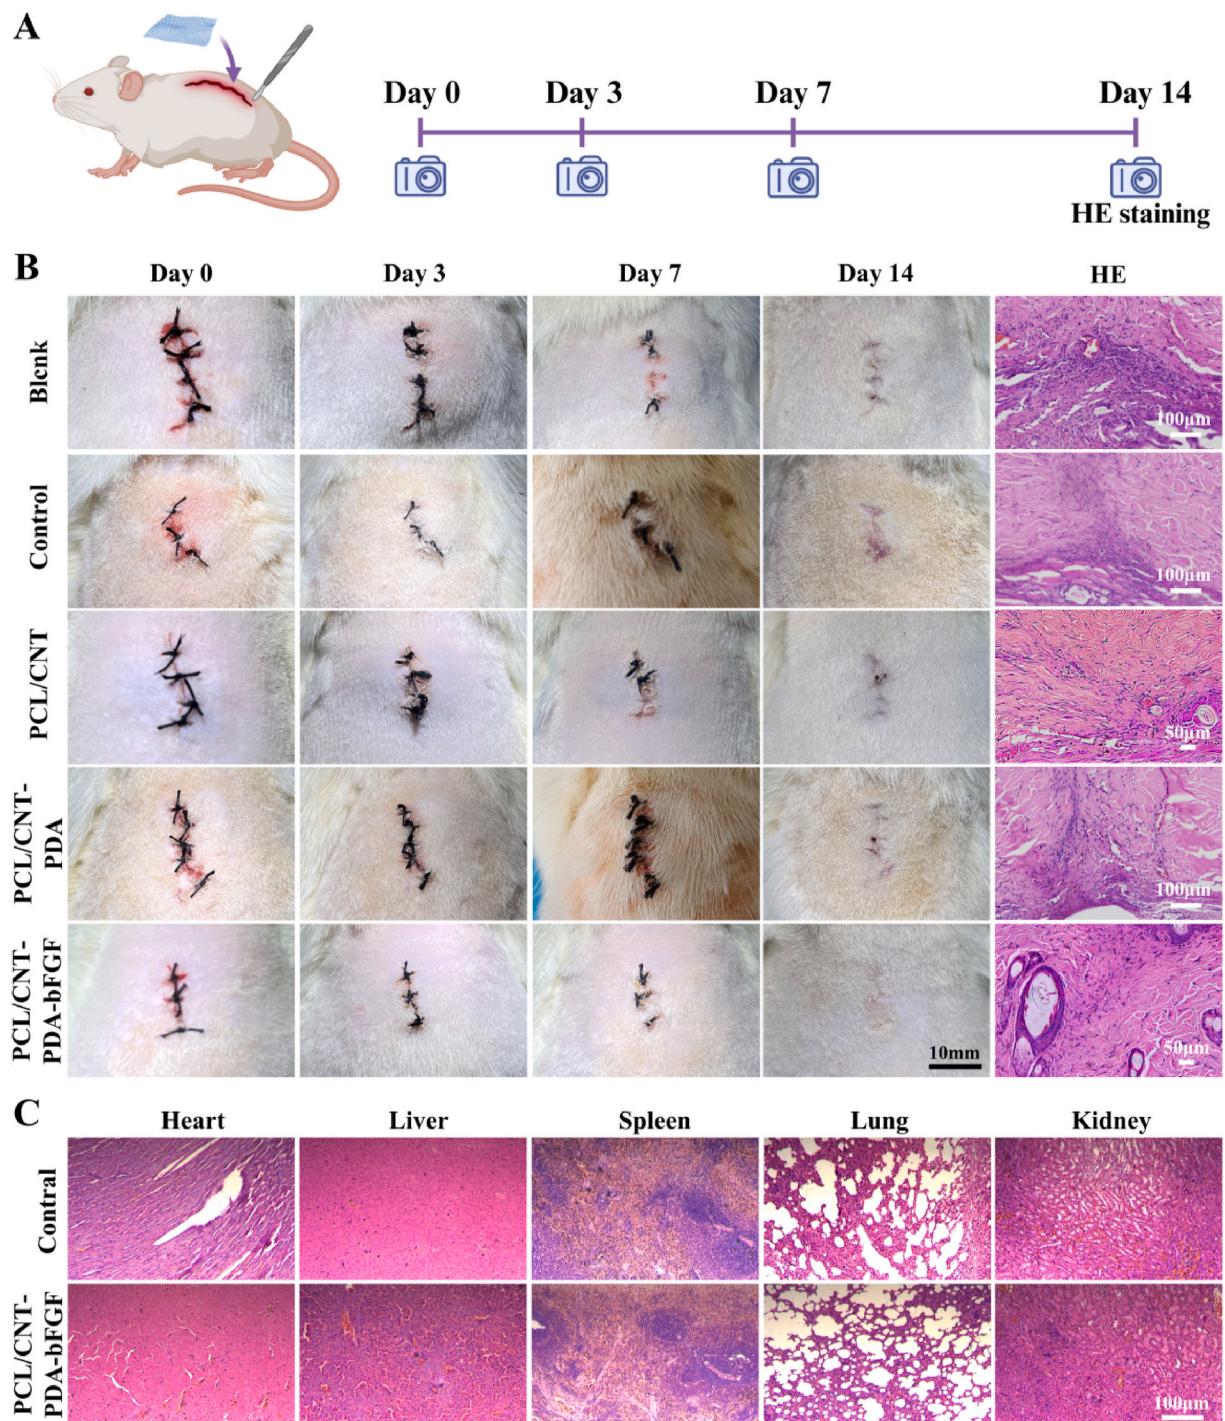 A
Day 0 Day 3 Day 7 Day 14
HE staining
B
Day 0 Day 3 Day 7 Day 14 HE
Blcnk
100μm
Control
100μm
PCL/CNT
50μm
PCL/CNT-
PDA
100μm
PCL/CNT-
PDA-bFGF
10mm
50μm
C
Heart Liver Spleen Lung Kidney
Contral
PCL/CNT-
PDA-bFGF
100μm